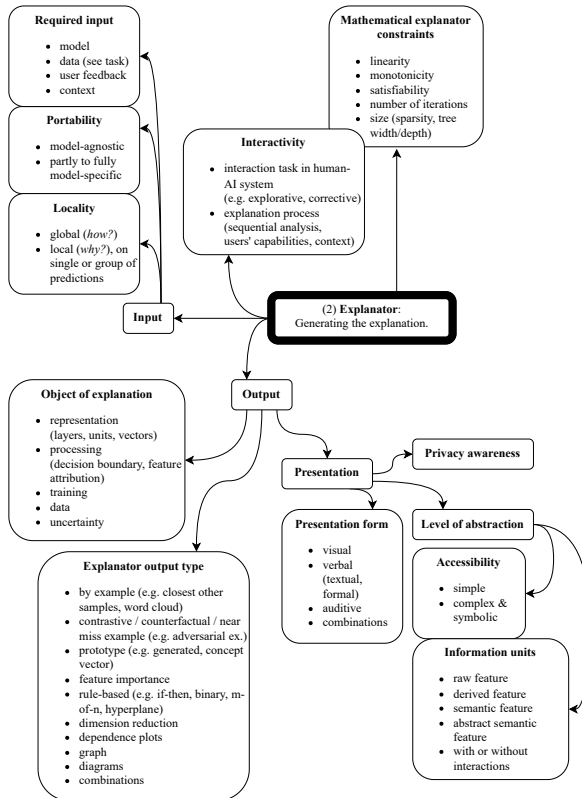 Required input
• model
• data (see task)
• user feedback
• context
Portability
• model-agnostic
• partly to fully
model-specific
Locality
• global (how?)
• local (why?), on
single or group of
predictions
Mathematical explanator
constraints
• linearity
• monotonicity
• satisfiability
• number of iterations
• size (sparsity, tree
width/depth)
Interactivity
• interaction task in human-
AI system
(e.g. explorative, corrective)
• explanation process
(sequential analysis,
users' capabilities, context)
Input
(2) Explanator:
Generating the explanation.
Output
Object of explanation
• representation
(layers, units, vectors)
• processing
(decision boundary, feature
attribution)
• training
• data
• uncertainty
Presentation
Privacy awareness
Presentation form
• visual
• verbal
(textual,
formal)
• auditive
• combinations
Level of abstraction
Accessibility
• simple
• complex &
symbolic
Information units
• raw feature
• derived feature
• semantic feature
• abstract semantic
feature
• with or without
interactions
Explanator output type
• by example (e.g. closest other
samples, word cloud)
• contrastive / counterfactual / near
miss example (e.g. adversarial ex.)
• prototype (e.g. generated, concept
vector)
• feature importance
• rule-based (e.g. if-then, binary, m-
of-n, hyperplane)
• dimension reduction
• dependence plots
• graph
• diagrams
• combinations